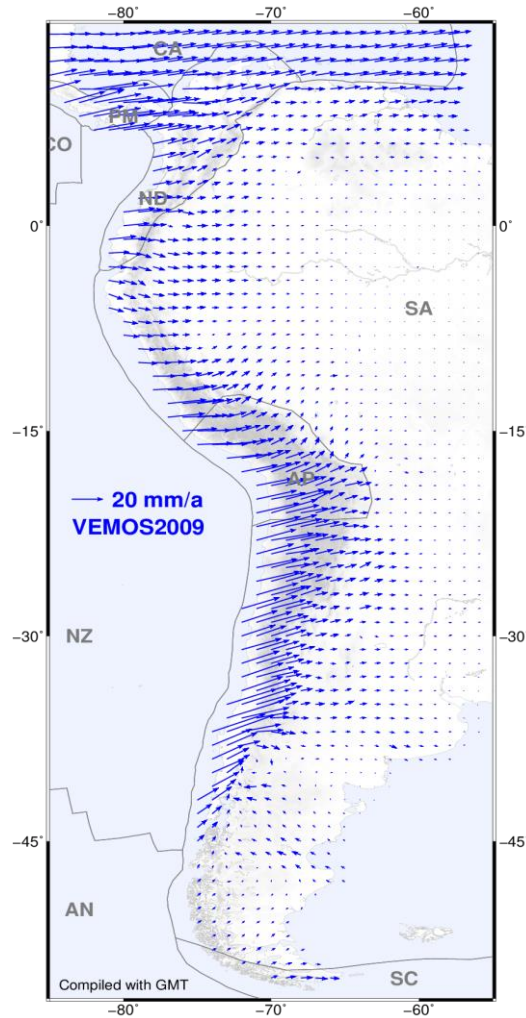 −80˚ −70˚ −60˚
CA
PM
CO
ND
0˚ 0˚
SA
−15˚ −15˚
AP
20 mm/a
VEMOS2009
−30˚ −30˚
NZ
−45˚ −45˚
AN
SC
Compiled with GMT
−80˚ −70˚ −60˚